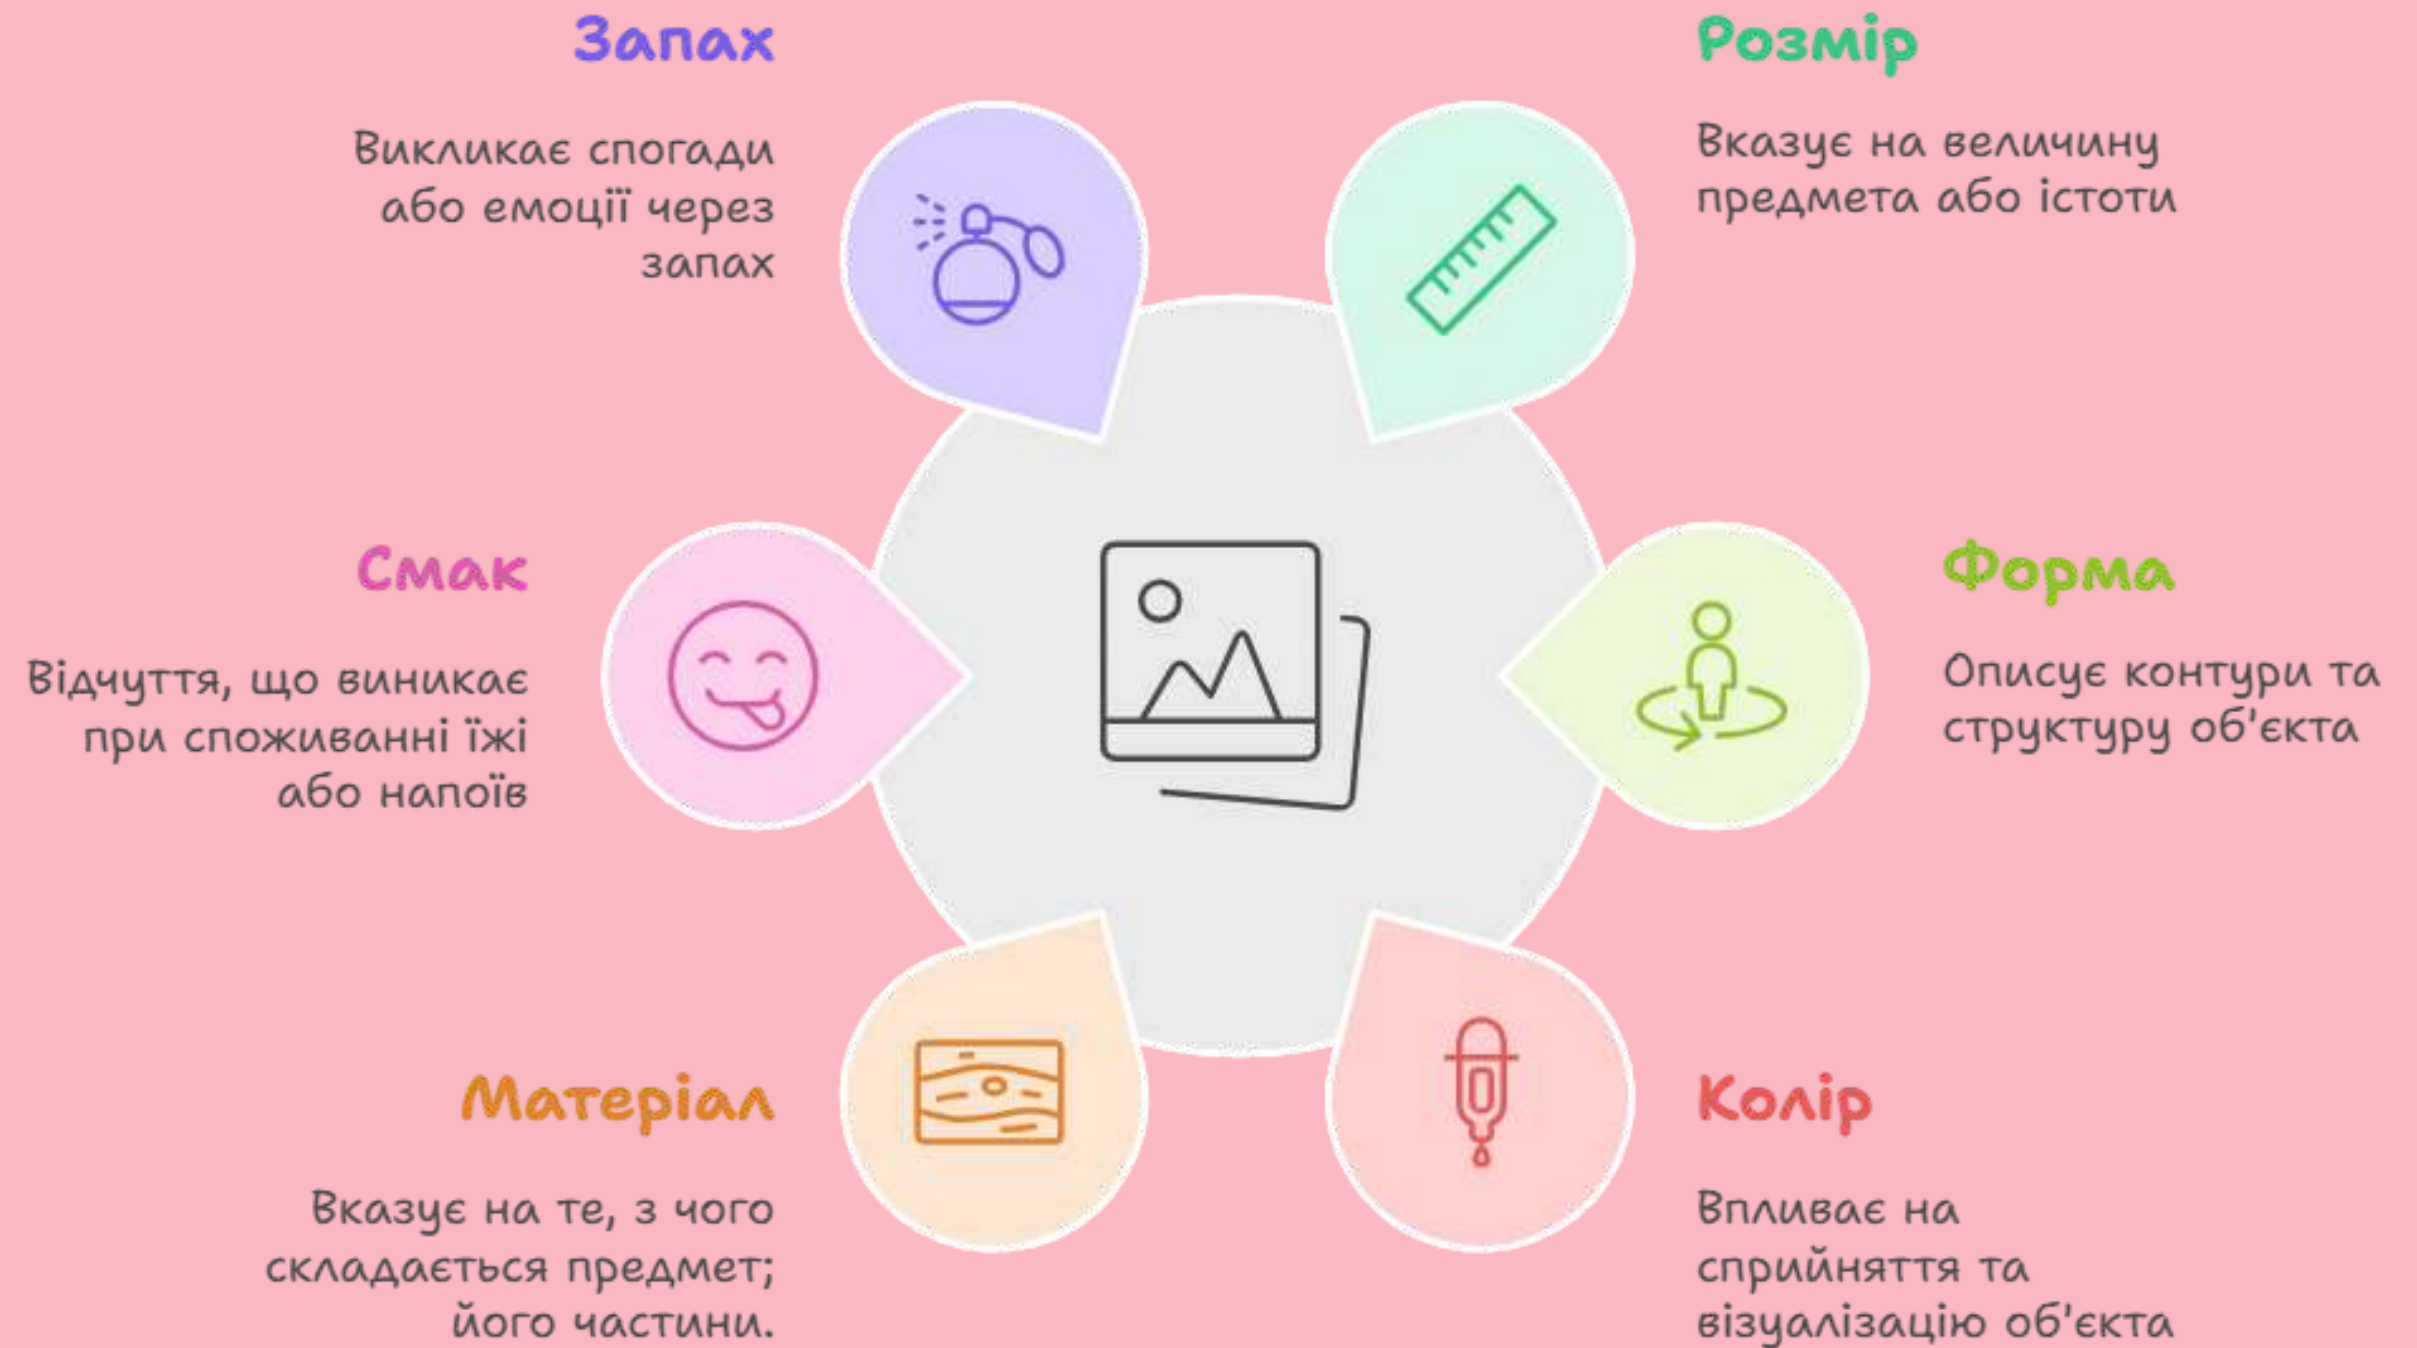 Запах
Викликає спогади
або емоції через
запах
Розмір
Вказує на величину
предмета або істоти
Смак
Відчуття, що виникає
при споживанні їжі
або напоїв
Форма
Описує контури та
структуру об'єкта
Матеріал
Вказує на те, з чого
складається предмет;
його частини.
Колір
Впливає на
сприйняття та
візуалізацію об'єкта